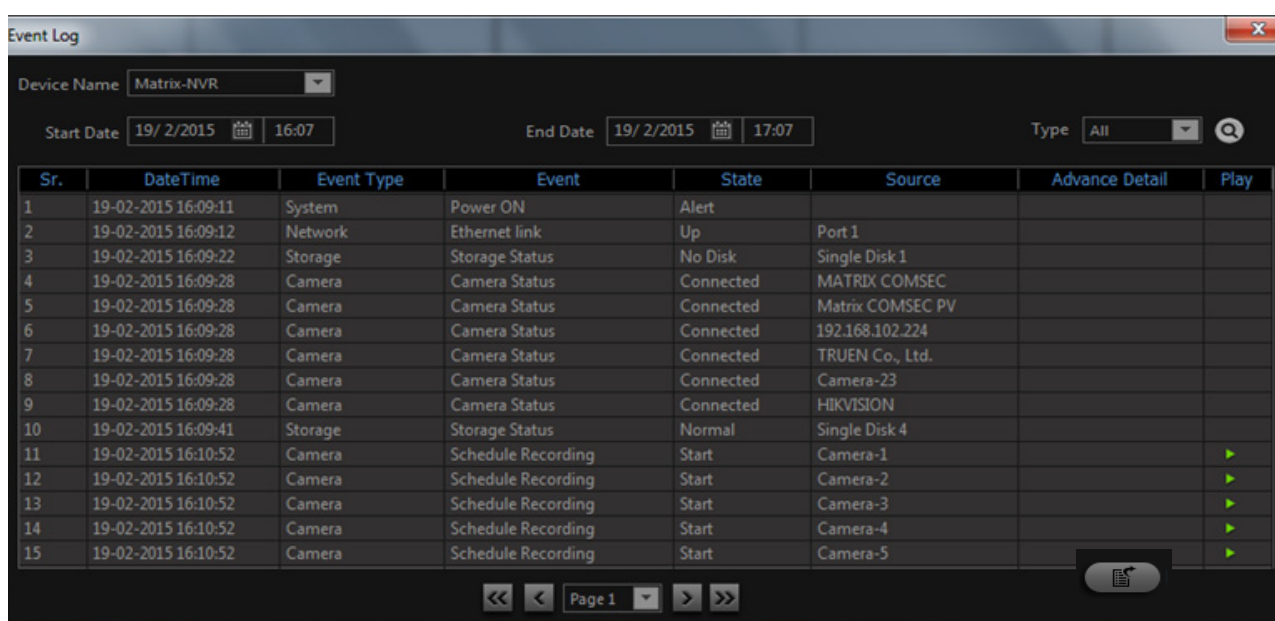 Event Log
Device Name Matrix-NVR
Start Date 19/ 2/2015 16:07 End Date 19/ 2/2015 17:07 Type All
Sr. DateTime Event Type Event State Source Advance Detail Play
1 19-02-2015 16:09:11 System Power ON Alert
2 19-02-2015 16:09:12 Network Ethernet link Up Port 1
3 19-02-2015 16:09:22 Storage Storage Status No Disk Single Disk 1
4 19-02-2015 16:09:28 Camera Camera Status Connected MATRIX COMSEC
5 19-02-2015 16:09:28 Camera Camera Status Connected Matrix COMSEC PV
6 19-02-2015 16:09:28 Camera Camera Status Connected 192.168.102.224
7 19-02-2015 16:09:28 Camera Camera Status Connected TRUEN Co., Ltd.
8 19-02-2015 16:09:28 Camera Camera Status Connected Camera-23
9 19-02-2015 16:09:28 Camera Camera Status Connected HIKVISION
10 19-02-2015 16:09:41 Storage Storage Status Normal Single Disk 4
11 19-02-2015 16:10:52 Camera Schedule Recording Start Camera-1
12 19-02-2015 16:10:52 Camera Schedule Recording Start Camera-2
13 19-02-2015 16:10:52 Camera Schedule Recording Start Camera-3
14 19-02-2015 16:10:52 Camera Schedule Recording Start Camera-4
15 19-02-2015 16:10:52 Camera Schedule Recording Start Camera-5
Page 1